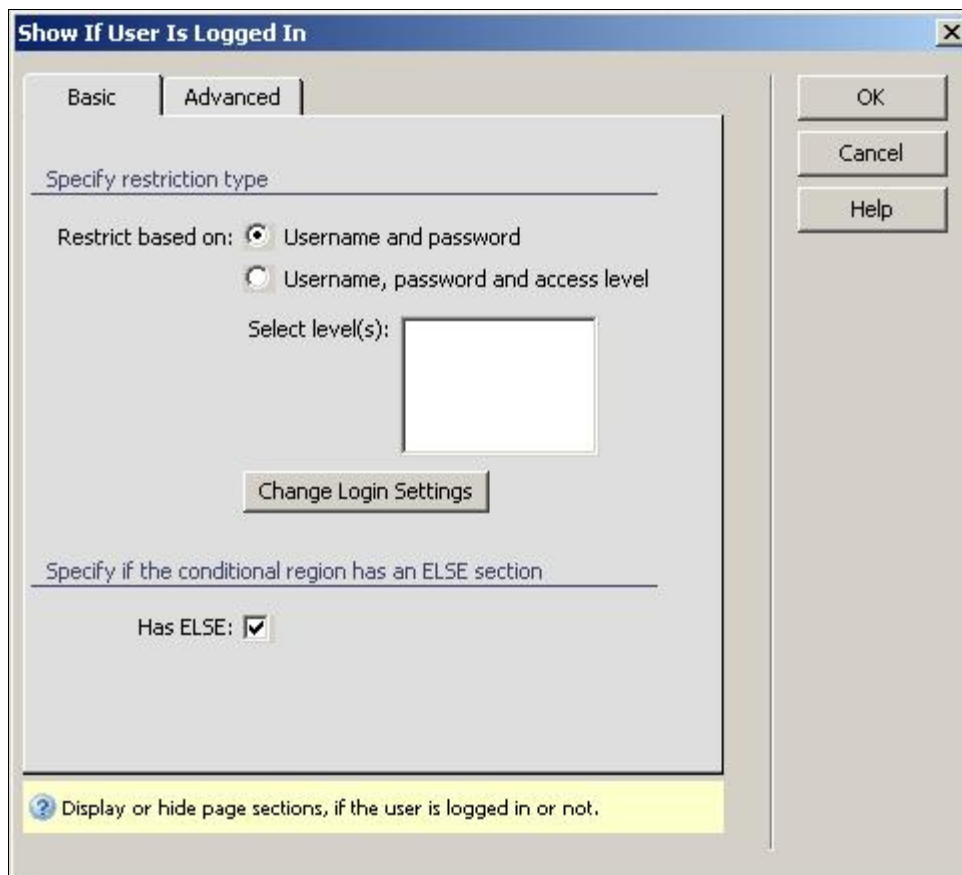 Show If User Is Logged In
Basic
Advanced
OK
Cancel
Help
Specify restriction type
Restrict based on:
Username and password
Username, password and access level
Select level(s):
Change Login Settings
Specify if the conditional region has an ELSE section
Has ELSE:
Display or hide page sections, if the user is logged in or not.